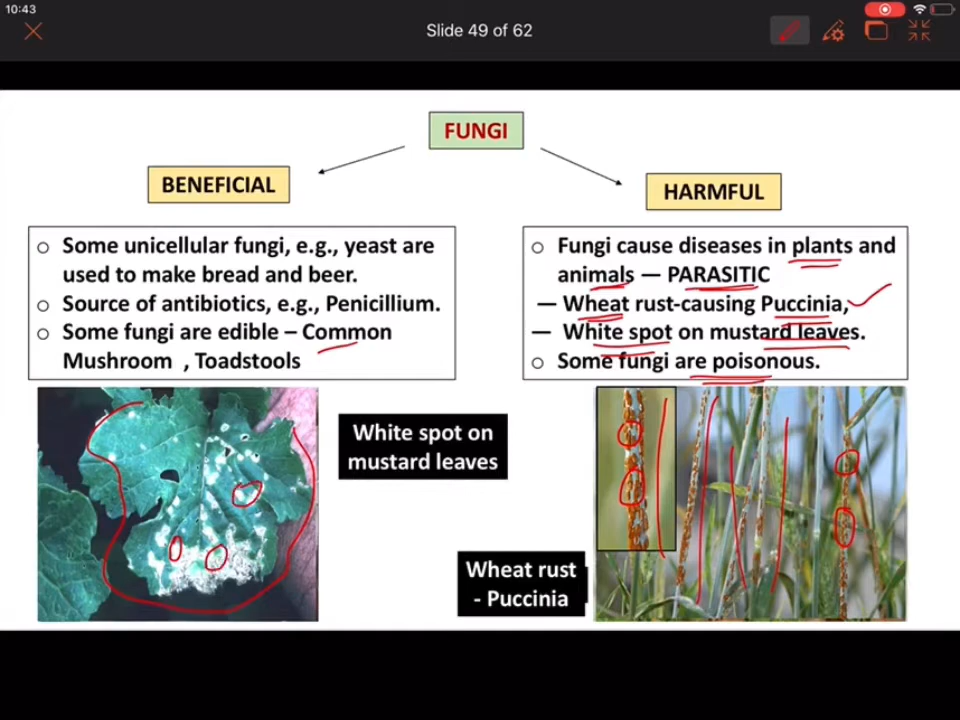 10:43
Slide 49 of 62
FUNGI
BENEFICIAL
HARMFUL
○ Some unicellular fungi, e.g., yeast are
used to make bread and beer.
○ Source of antibiotics, e.g., Penicillium.
○ Some fungi are edible – Common
Mushroom , Toadstools
○ Fungi cause diseases in plants and
animals — PARASITIC
— Wheat rust-causing Puccinia,
— White spot on mustard leaves.
○ Some fungi are poisonous.
White spot on
mustard leaves
Wheat rust
- Puccinia